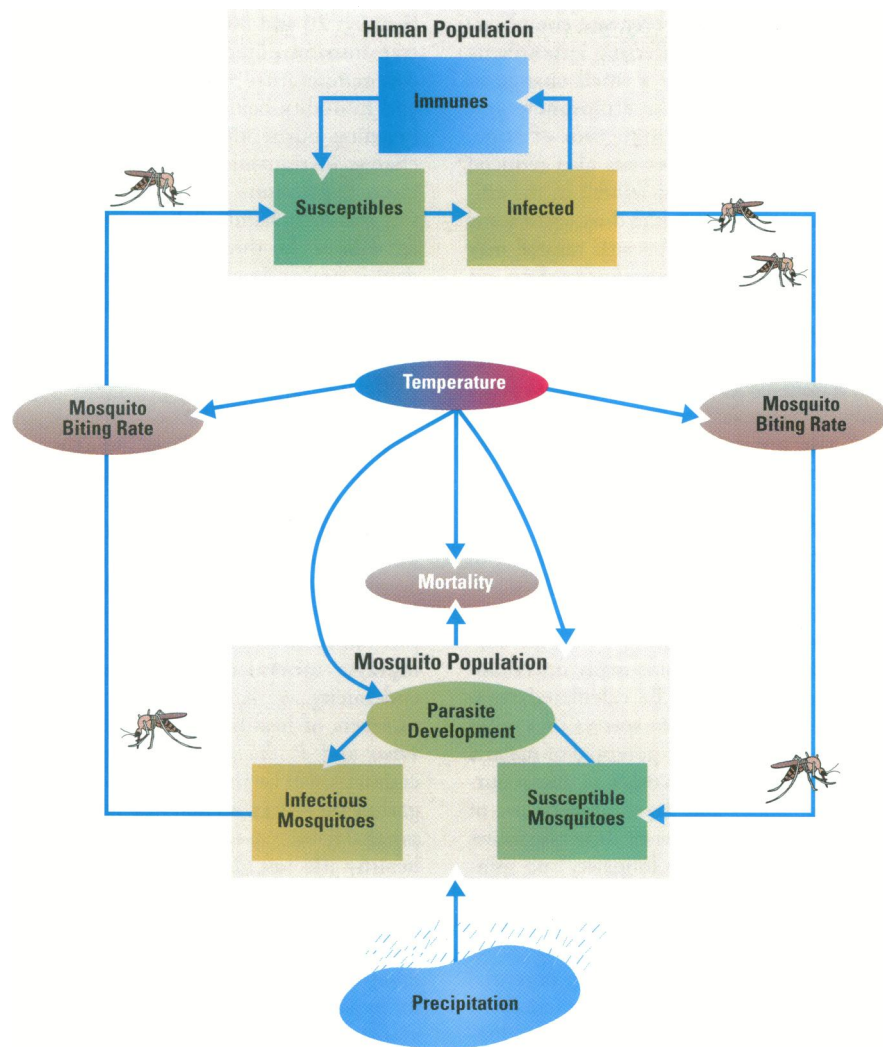 Human Population
Immunes
Susceptibles
Infected
Temperature
Mosquito
Biting Rate
Mosquito
Biting Rate
Mortality
Mosquito Population
Parasite
Development
Infectious
Mosquitoes
Susceptible
Mosquitoes
Precipitation